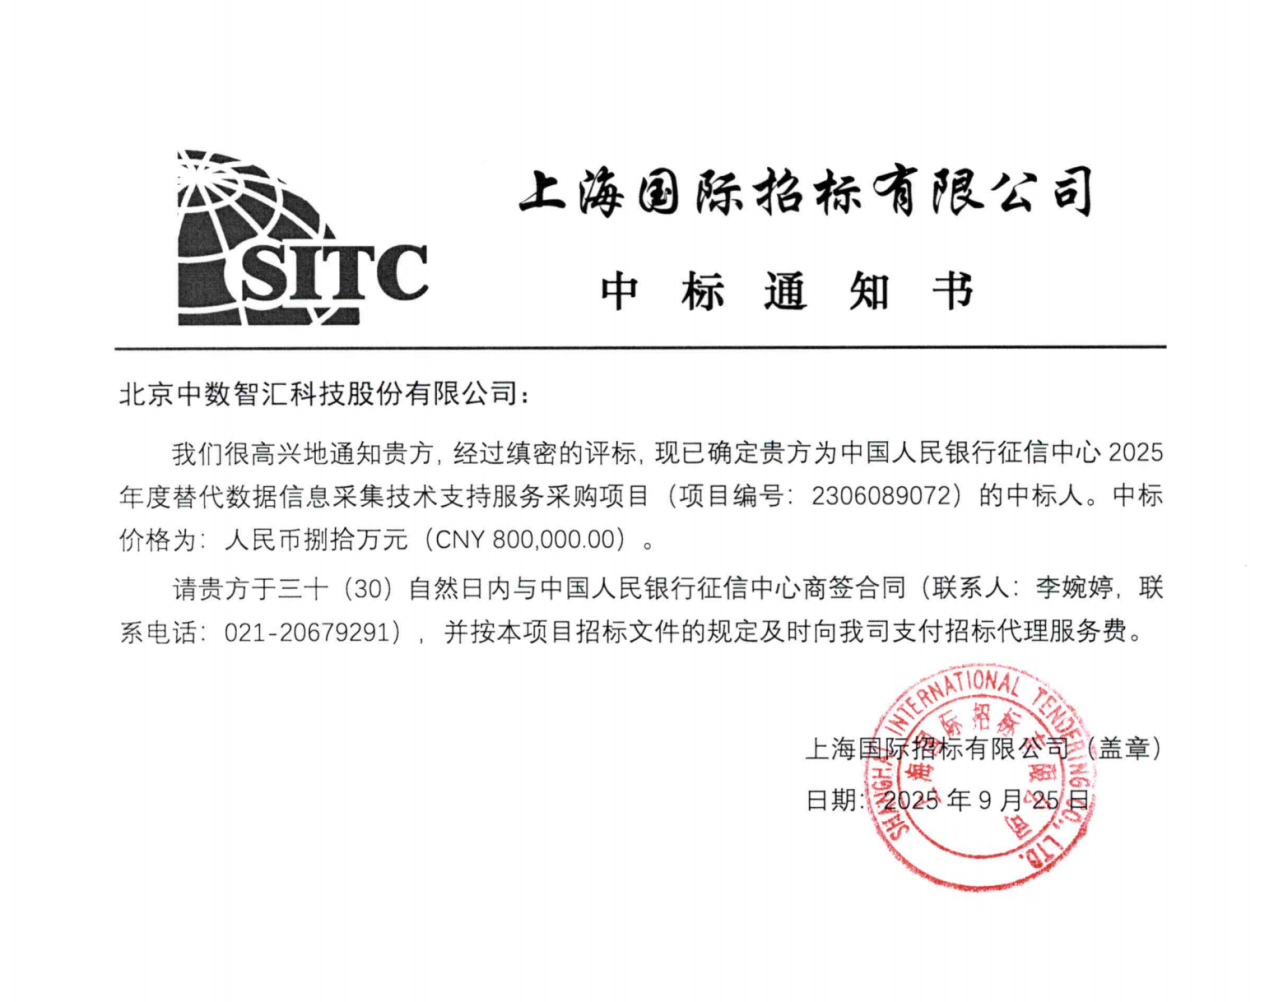 SITC
上海国际招标有限公司
中标通知书
北京中数智汇科技股份有限公司：
我们很高兴地通知贵方，经过缜密的评标，现已确定贵方为中国人民银行征信中心 2025
年度替代数据信息采集技术支持服务采购项目（项目编号：2306089072）的中标人。中标
价格为：人民币捌拾万元（CNY 800,000.00）。
请贵方于三十（30）自然日内与中国人民银行征信中心商签合同（联系人：李婉婷，联
系电话：021-20679291），并按本项目招标文件的规定及时向我司支付招标代理服务费。
上海国际招标有限公司（盖章）
日期：2025 年 9 月 25 日
SHANGHAI INTERNATIONAL TENDERING CO., LTD.
上海国际招标有限公司